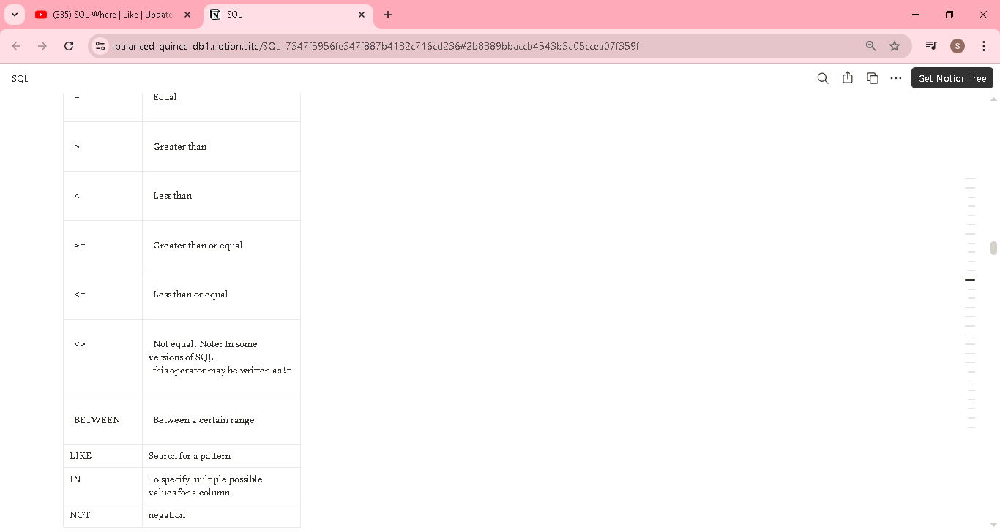 (335) SQL Where | Like | Update
SQL
balanced-quince-db1.notion.site/SQL-7347f5956fe347f887b4132c716cd236#2b8389bbaccb4543b3a05ccea07f359f
S
SQL
Get Notion free
= Equal
> Greater than
< Less than
>= Greater than or equal
<= Less than or equal
<> Not equal. Note: In some
versions of SQL
this operator may be written as !=
BETWEEN Between a certain range
LIKE Search for a pattern
IN To specify multiple possible
values for a column
NOT negation